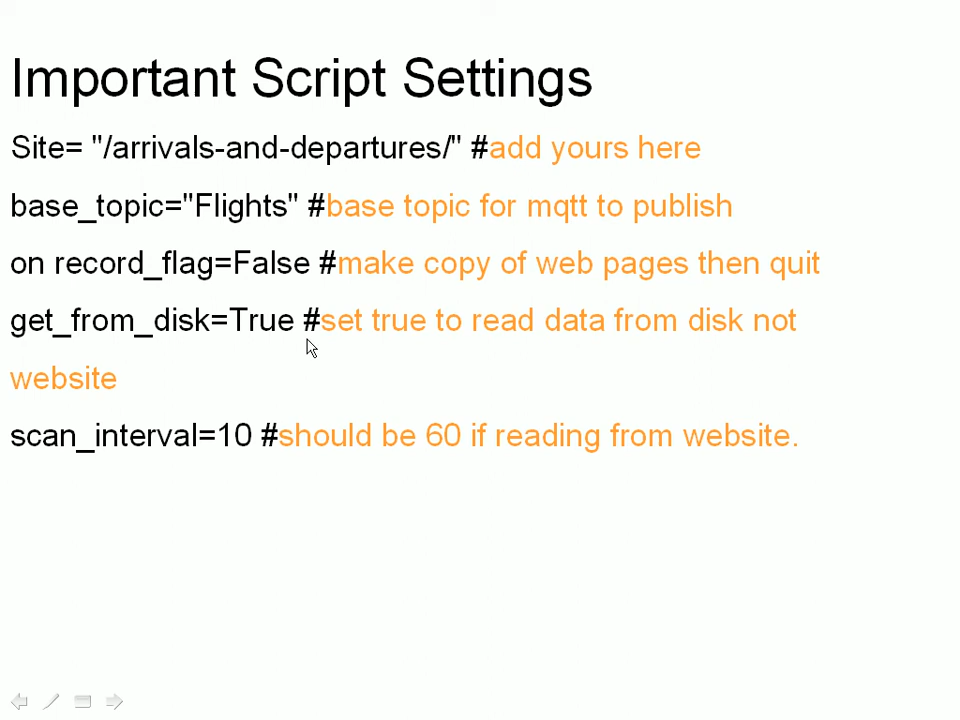 Important Script Settings
Site= "/arrivals-and-departures/" #add yours here
base_topic="Flights" #base topic for mqtt to publish
on record_flag=False #make copy of web pages then quit
get_from_disk=True #set true to read data from disk not
website
scan_interval=10 #should be 60 if reading from website.